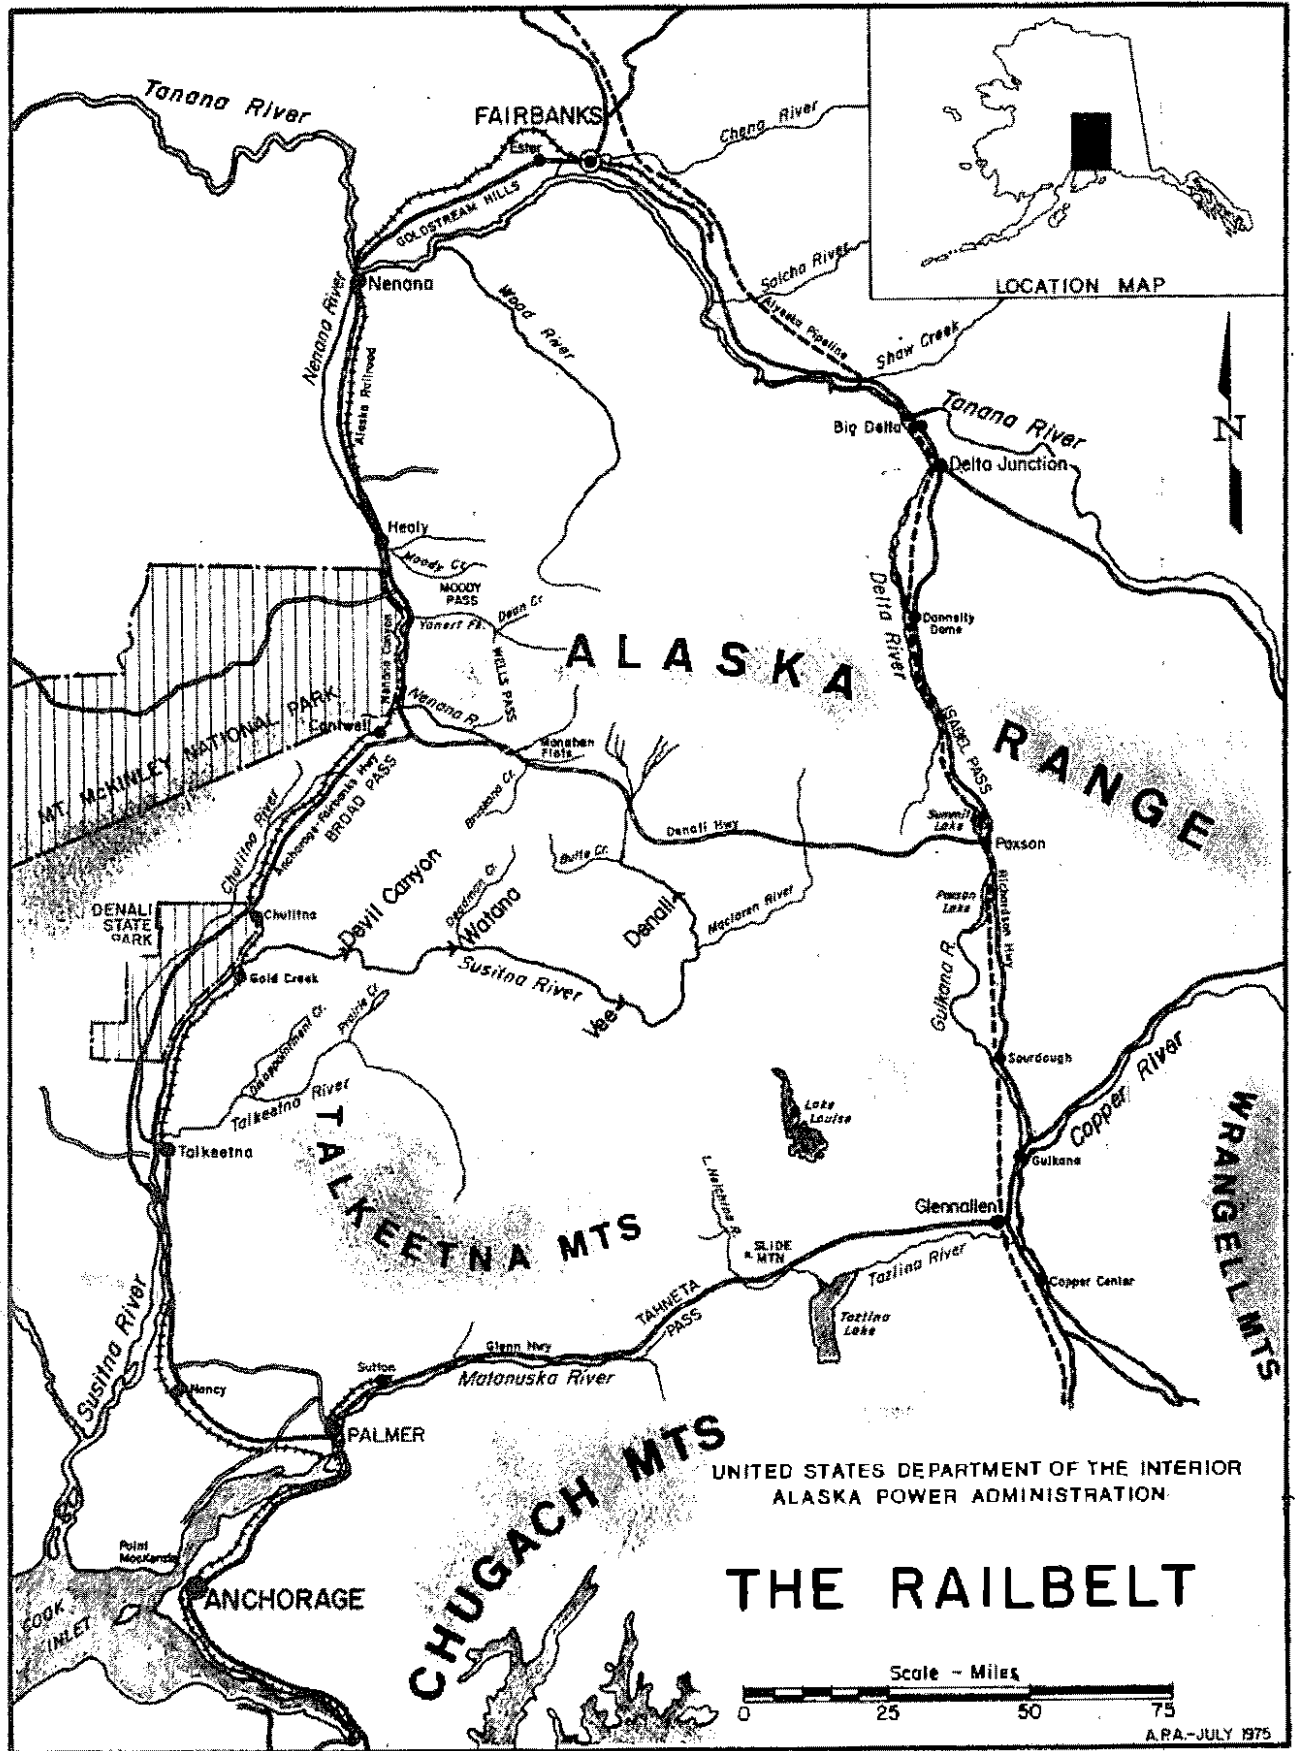 Tanana River
FAIRBANKS
Ester
Chena River
GOLDSTREAM HILLS
LOCATION MAP
Salcha River
Nenana
Nenana River
Wood River
Alyeska Pipeline
Shaw Creek
Alaska Railroad
N
Tanana River
Big Delta
Delta Junction
Healy
Moody Cr.
MOODY
PASS
Yanert Fk.
Dean Cr
Delta River
Donnelly
Dome
Nenana Canyon
WELLS PASS
ALASKA
RANGE
MT. McKINLEY NATIONAL PARK
Nenana R.
Cantwell
Monahan
Flats
ISABEL PASS
Brushkana Cr.
Chulitna River
Anchorage-Fairbanks Hwy
BROAD PASS
Denali Hwy
Summit
Lake
Paxson
Butte Cr.
Deadman Cr.
Maclaren River
Paxson
Lake
Richardson Hwy
DENALI
STATE
PARK
Chulitna
Devil Canyon
Watana
Denali
Gold Creek
Susitna River
Vee
Gulkana R.
Disappointment Cr.
Prairie Cr.
Sourdough
Talkeetna River
Lake
Louise
Copper River
Talkeetna
Gulkana
TALKEETNA MTS
WRANGELL MTS
Glennallen
SLIDE
MTN
Tazlina River
Copper Center
TAHNETA
PASS
Tazlina
Lake
Susitna River
Glenn Hwy
Sutton
Matanuska River
Nancy
PALMER
CHUGACH MTS
UNITED STATES DEPARTMENT OF THE INTERIOR
ALASKA POWER ADMINISTRATION
Point
MacKenzie
ANCHORAGE
COOK
INLET
THE RAILBELT
Scale - Miles
0 25 50 75
A.P.A.-JULY 1975